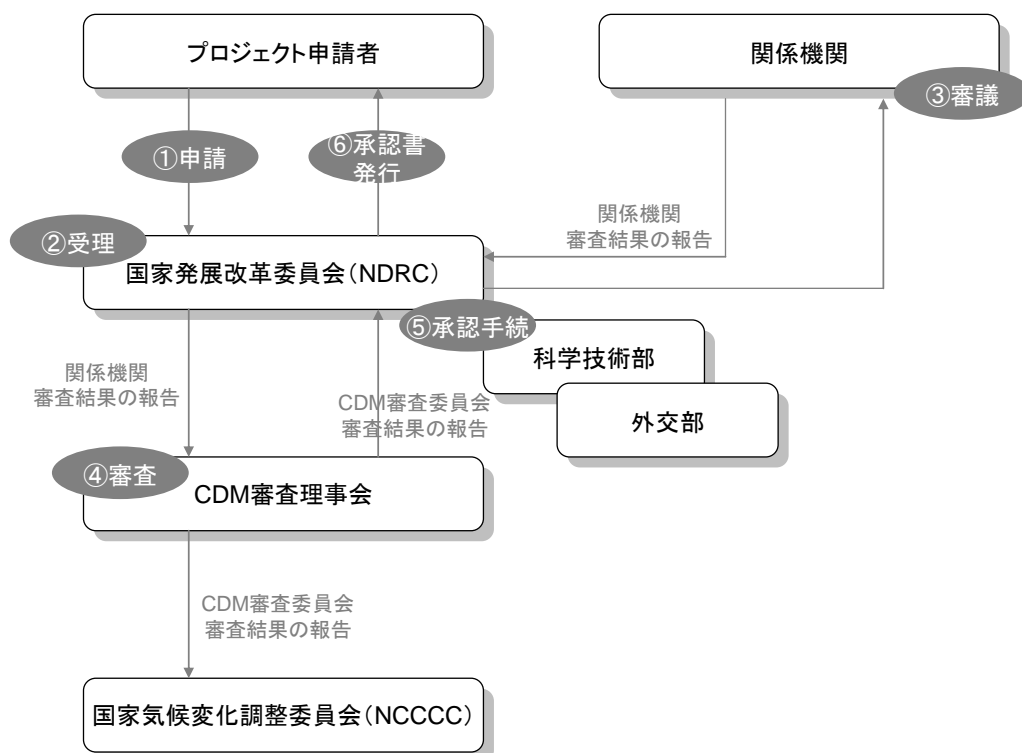 プロジェクト申請者
関係機関
③審議
①申請
⑥承認書
発行
関係機関
審査結果の報告
②受理
国家発展改革委員会(NDRC)
⑤承認手続
科学技術部
外交部
関係機関
審査結果の報告
CDM審査委員会
審査結果の報告
④審査
CDM審査理事会
CDM審査委員会
審査結果の報告
国家気候変化調整委員会(NCCCC)